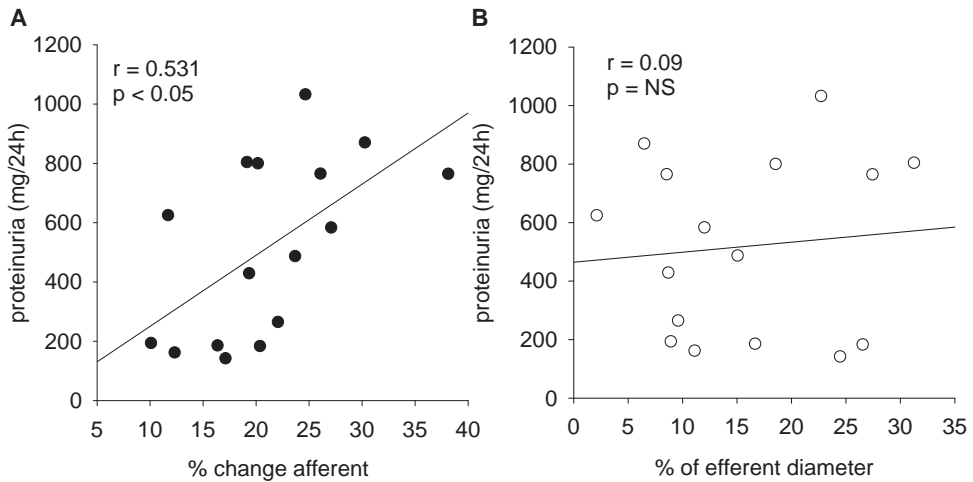 A
r = 0.531
p < 0.05
proteinuria (mg/24h)
1200
1000
800
600
400
200
0
5 10 15 20 25 30 35 40
% change afferent
B
r = 0.09
p = NS
proteinuria (mg/24h)
1200
1000
800
600
400
200
0
0 5 10 15 20 25 30 35
% of efferent diameter